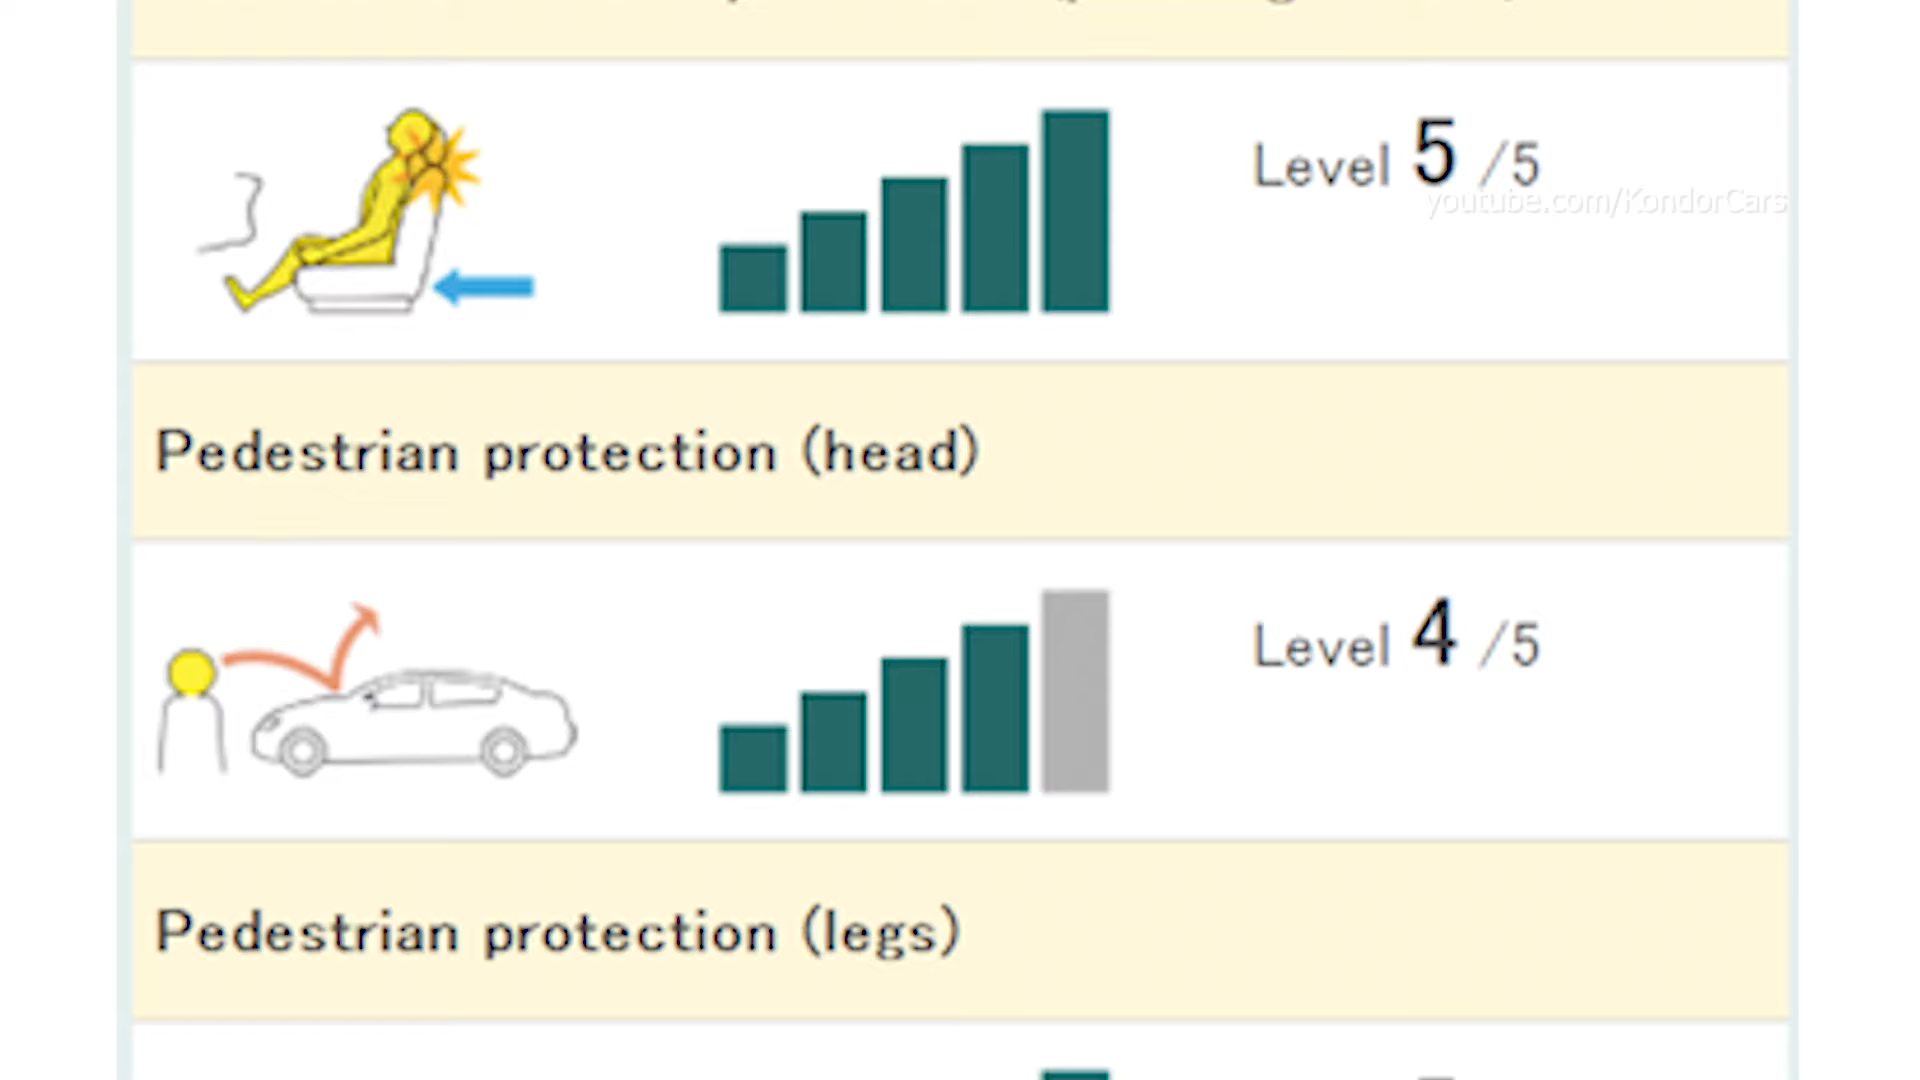 Level 5 /5
youtube.com/KondorCars
Pedestrian protection (head)
Level 4 /5
Pedestrian protection (legs)